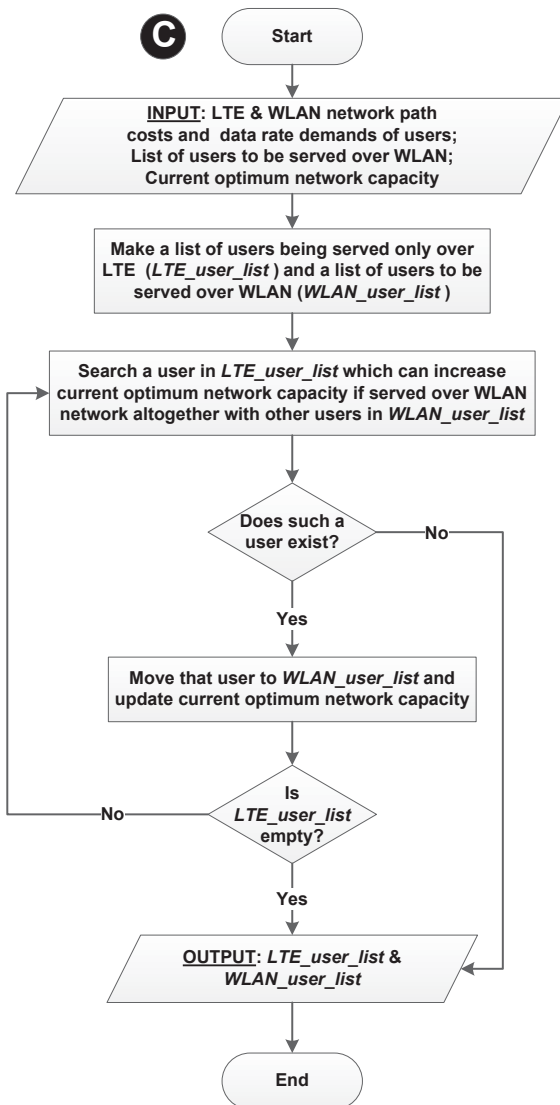 C
Start
INPUT: LTE & WLAN network path
costs and data rate demands of users;
List of users to be served over WLAN;
Current optimum network capacity
Make a list of users being served only over
LTE (LTE_user_list ) and a list of users to be
served over WLAN (WLAN_user_list )
Search a user in LTE_user_list which can increase
current optimum network capacity if served over WLAN
network altogether with other users in WLAN_user_list
Does such a
user exist?
No
Yes
Move that user to WLAN_user_list and
update current optimum network capacity
Is
LTE_user_list
empty?
No
Yes
OUTPUT: LTE_user_list &
WLAN_user_list
End